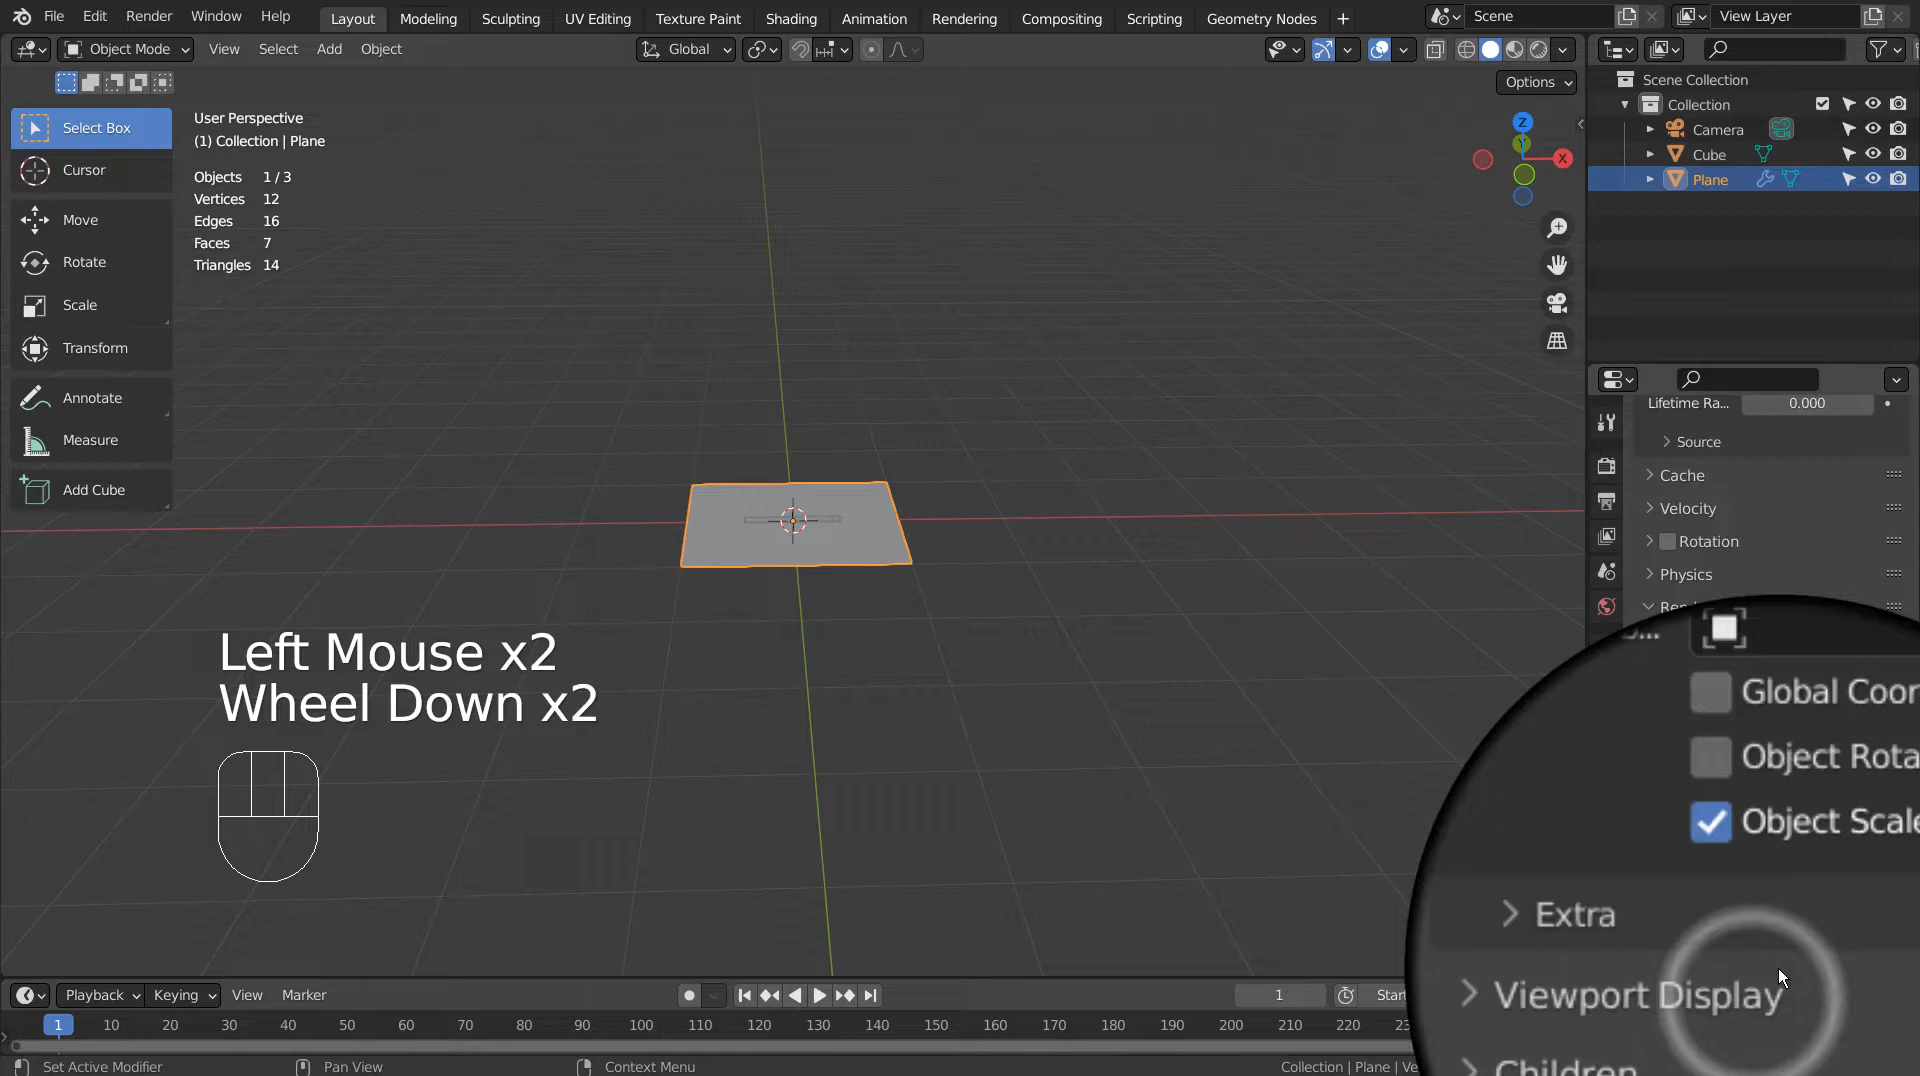 File Edit Render Window Help Layout Modeling Sculpting UV Editing Texture Paint Shading Animation Rendering Compositing Scripting Geometry Nodes + Scene View Layer
Object Mode View Select Add Object Global
Options
Scene Collection
Collection
Camera
Cube
Plane
Select Box
Cursor
Move
Rotate
Scale
Transform
Annotate
Measure
Add Cube
User Perspective
(1) Collection | Plane
Objects 1 / 3
Vertices 12
Edges 16
Faces 7
Triangles 14
Z
Y
X
Lifetime Ra... 0.000
Source
Cache
Velocity
Rotation
Physics
Global Coor
Object Rota
Object Scale
Extra
Viewport Display
Children
Left Mouse x2
Wheel Down x2
Playback Keying View Marker 1 Start
1 10 20 30 40 50 60 70 80 90 100 110 120 130 140 150 160 170 180 190 200 210 220
Set Active Modifier Pan View Context Menu Collection | Plane | Ve